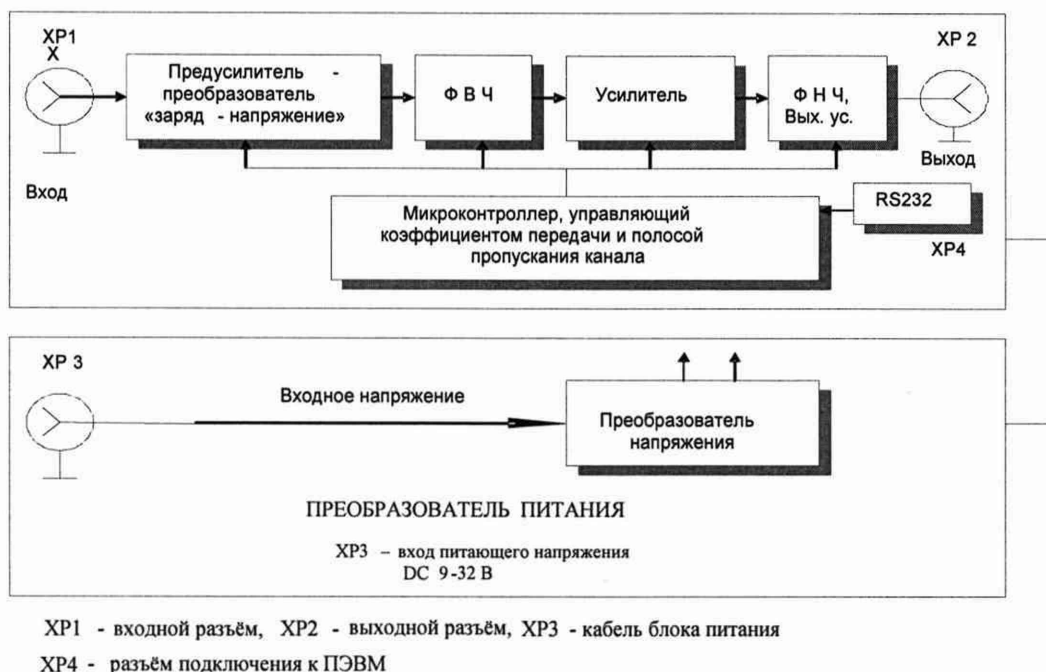 XP1
X
XP 2
Предусилитель -
преобразователь
«заряд - напряжение»
Ф В Ч
Усилитель
Ф Н Ч,
Вых. ус.
Вход
Выход
Микроконтроллер, управляющий
коэффициентом передачи и полосой
пропускания канала
RS232
XP4
XP 3
Входное напряжение
Преобразователь
напряжения
ПРЕОБРАЗОВАТЕЛЬ ПИТАНИЯ
XP3 – вход питающего напряжения
DC 9-32 В
XP1 - входной разъём, XP2 - выходной разъём, XP3 - кабель блока питания
XP4 - разъём подключения к ПЭВМ